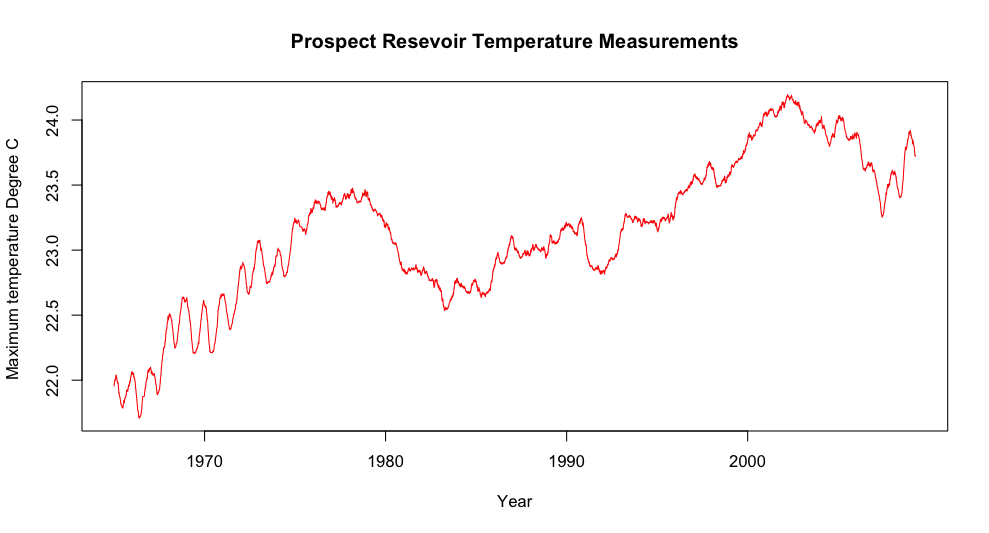 Prospect Resevoir Temperature Measurements
Maximum temperature Degree C
24.0
23.5
23.0
22.5
22.0
1970 1980 1990 2000
Year